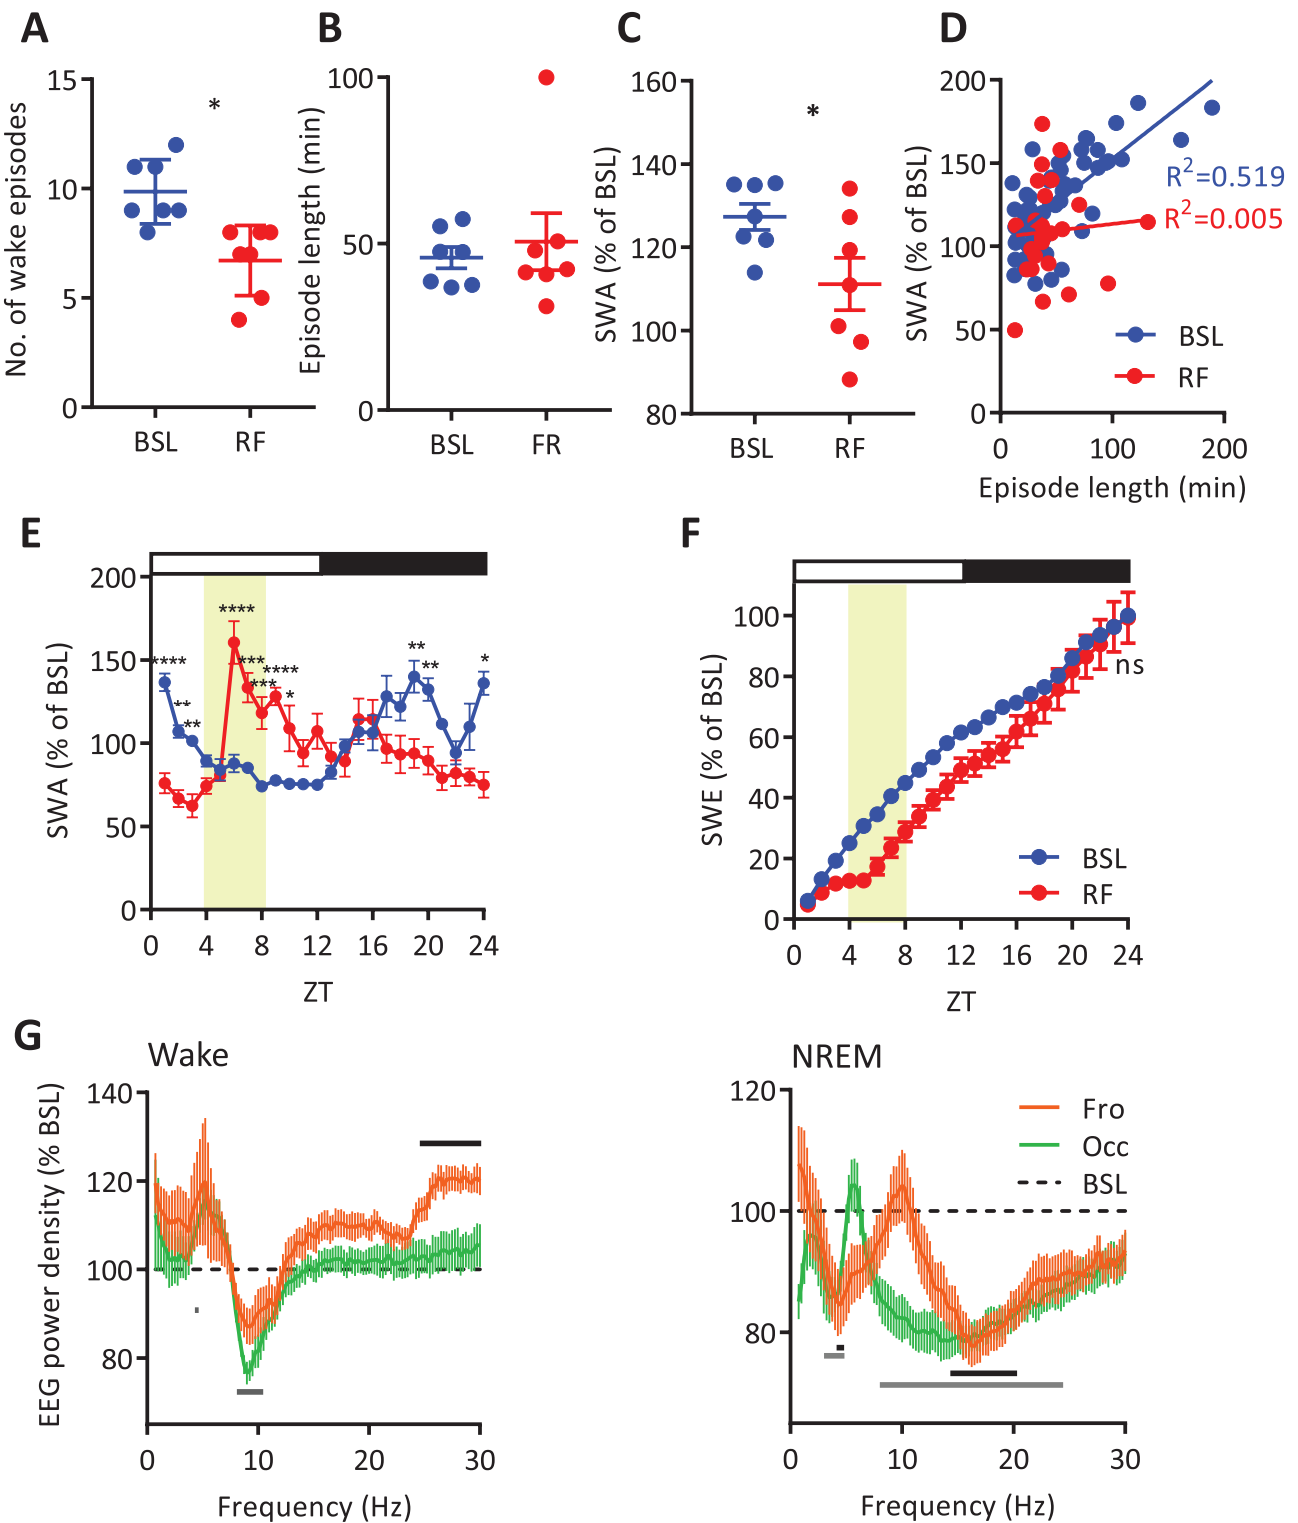 A
No. of wake episodes
15
10
5
0
*
BSL
RF
B
Episode length (min)
100
50
0
BSL
FR
C
SWA (% of BSL)
160
140
120
100
80
*
BSL
RF
D
SWA (% of BSL)
200
150
100
50
0
R²=0.519
R²=0.005
BSL
RF
0
100
200
Episode length (min)
E
SWA (% of BSL)
200
150
100
50
0
****
**
**
****
***
***
****
*
**
**
*
0
4
8
12
16
20
24
ZT
F
SWE (% of BSL)
100
80
60
40
20
0
ns
BSL
RF
0
4
8
12
16
20
24
ZT
G
Wake
EEG power density (% BSL)
140
120
100
80
0
10
20
30
Frequency (Hz)
NREM
120
100
80
Fro
Occ
BSL
0
10
20
30
Frequency (Hz)